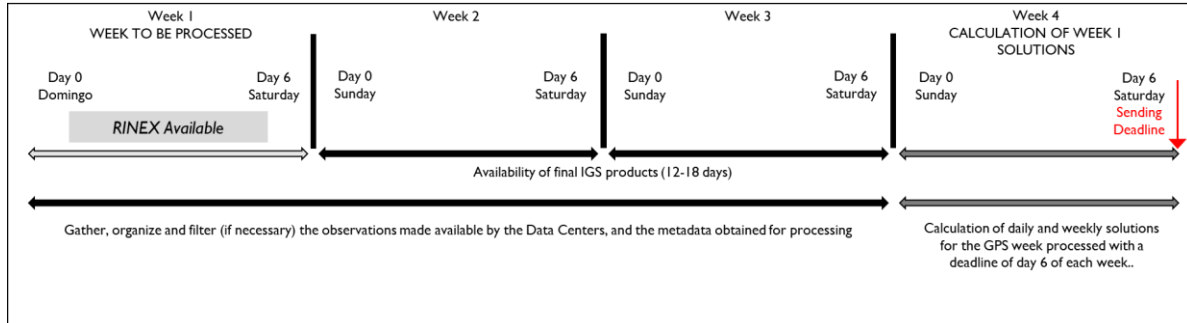 Week 1
WEEK TO BE PROCESSED
Week 2
Week 3
Week 4
CALCULATION OF WEEK 1
SOLUTIONS
Day 0
Domingo
Day 6
Saturday
Day 0
Sunday
Day 6
Saturday
Day 0
Sunday
Day 6
Saturday
Day 0
Sunday
Day 6
Saturday
Sending
Deadline
RINEX Available
Availability of final IGS products (12-18 days)
Gather, organize and filter (if necessary) the observations made available by the Data Centers, and the metadata obtained for processing
Calculation of daily and weekly solutions
for the GPS week processed with a
deadline of day 6 of each week..